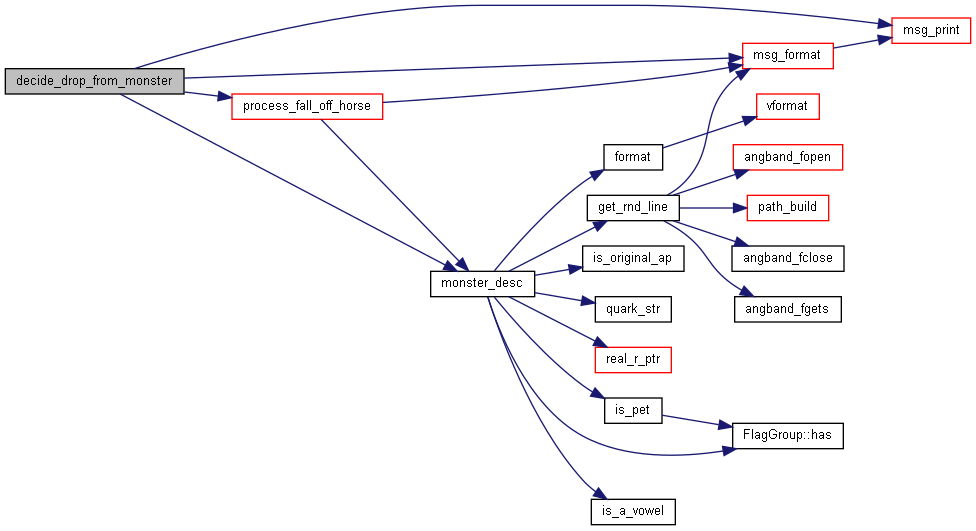 decide_drop_from_monster
process_fall_off_horse
monster_desc
format
get_rnd_line
is_original_ap
quark_str
real_r_ptr
is_pet
is_a_vowel
msg_print
msg_format
vformat
angband_fopen
path_build
angband_fclose
angband_fgets
FlagGroup::has